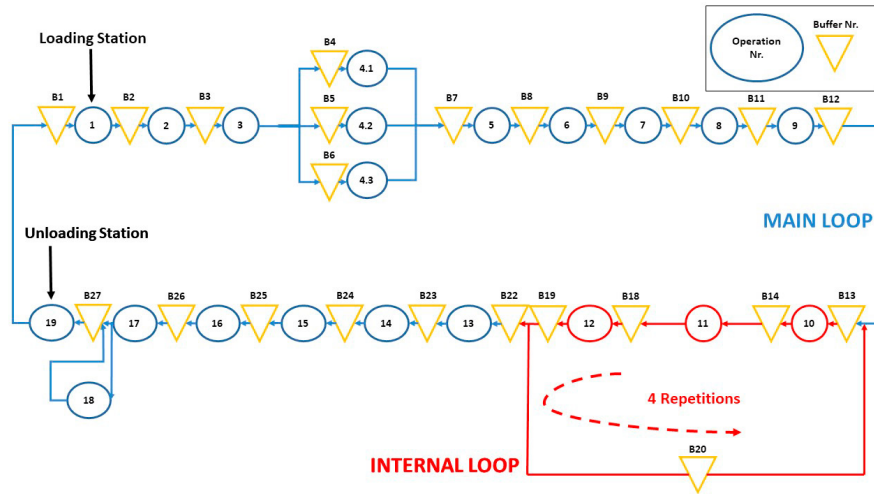 Loading Station
B1
1
B2
2
B3
3
B4
4.1
B5
4.2
B6
4.3
B7
5
B8
6
B9
7
B10
8
B11
9
B12
Operation
Nr.
Buffer Nr.
MAIN LOOP
Unloading Station
19
B27
17
B26
16
B25
15
B24
14
B23
13
B22
B19
12
B18
11
B14
10
B13
18
4 Repetitions
INTERNAL LOOP
B20